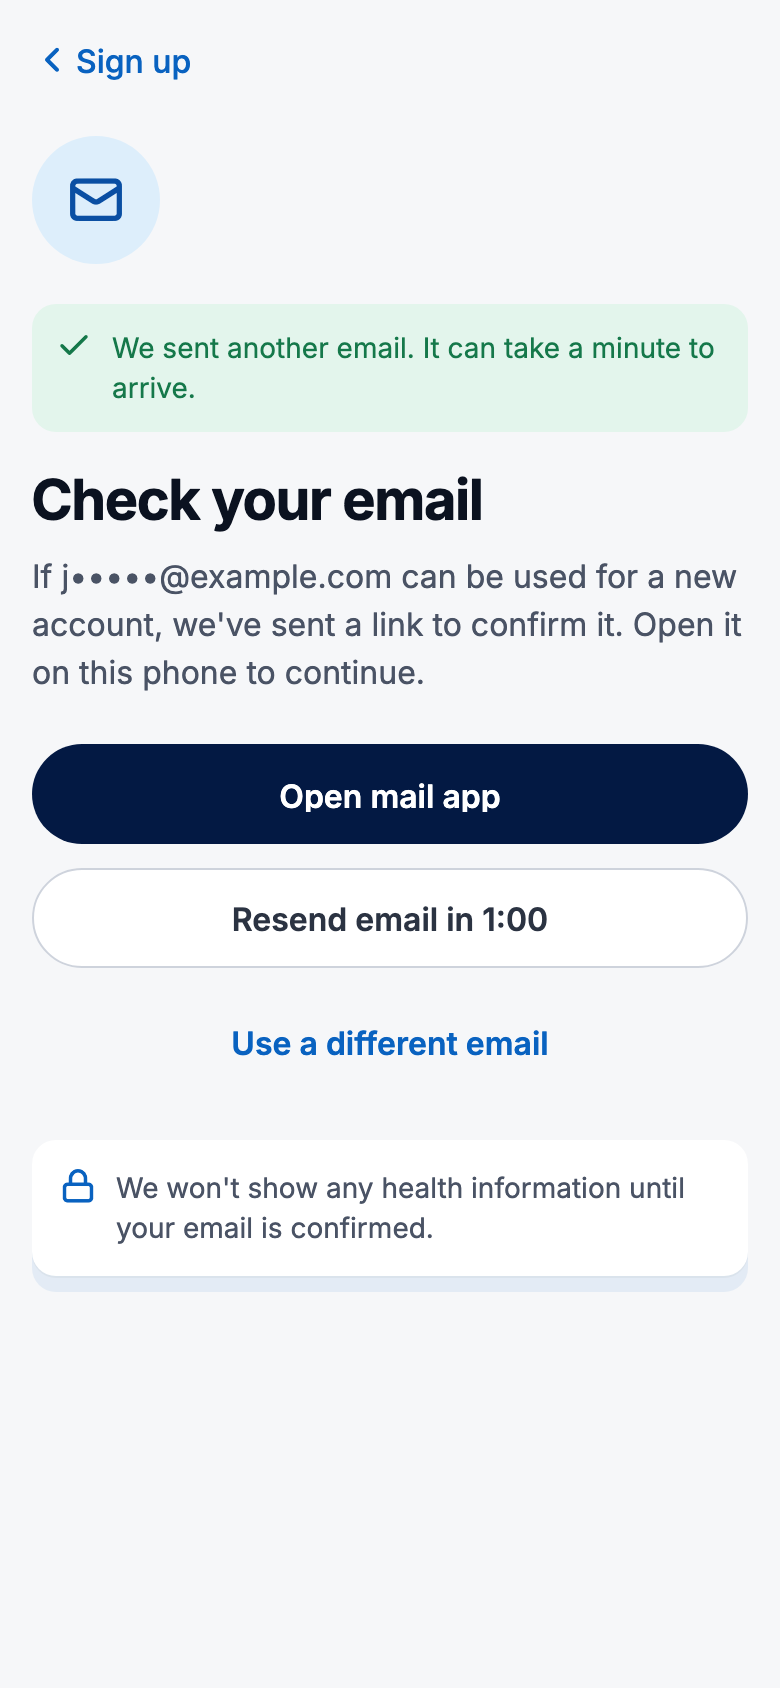 Sign up
We sent another email. It can take a minute to
arrive.
Check your email
If j•••••@example.com can be used for a new
account, we've sent a link to confirm it. Open it
on this phone to continue.
Open mail app
Resend email in 1:00
Use a different email
We won't show any health information until
your email is confirmed.